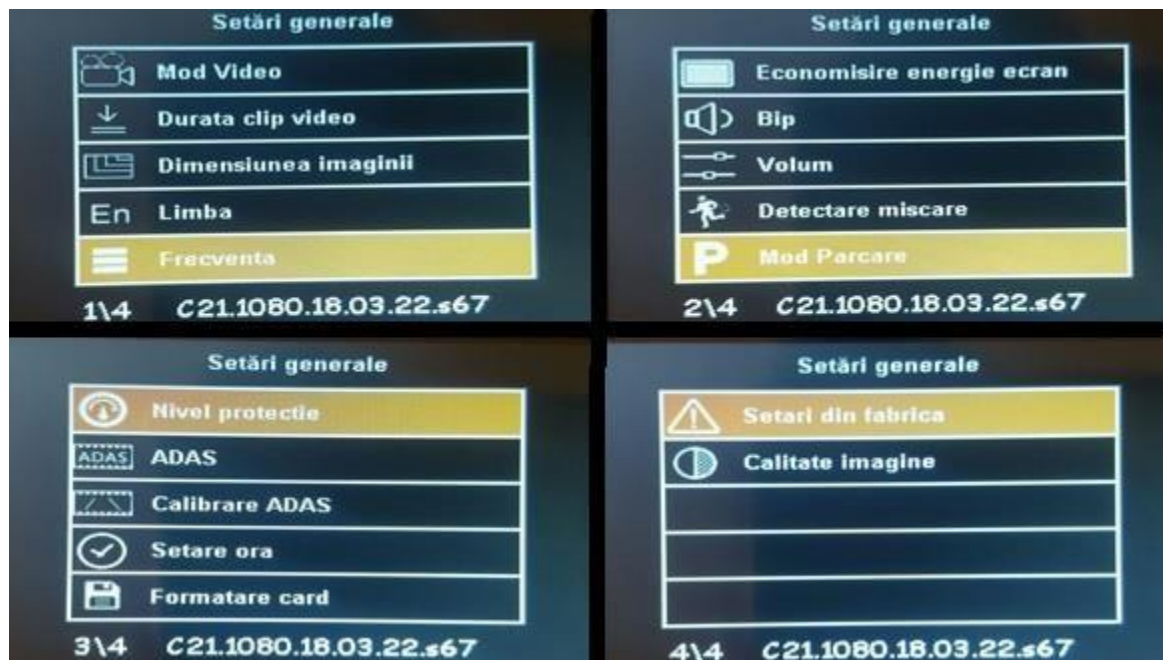 Setări generale
Mod Video
Durata clip video
Dimensiunea imaginii
En Limba
Frecventa
1\4 C21.1080.18.03.22.s67
Setări generale
Economisire energie ecran
Bip
Volum
Detectare miscare
P Mod Parcare
2\4 C21.1080.18.03.22.s67
Setări generale
Nivel protectie
ADAS ADAS
Calibrare ADAS
Setare ora
Formatare card
3\4 C21.1080.18.03.22.s67
Setări generale
Setari din fabrica
Calitate imagine
4\4 C21.1080.18.03.22.s67